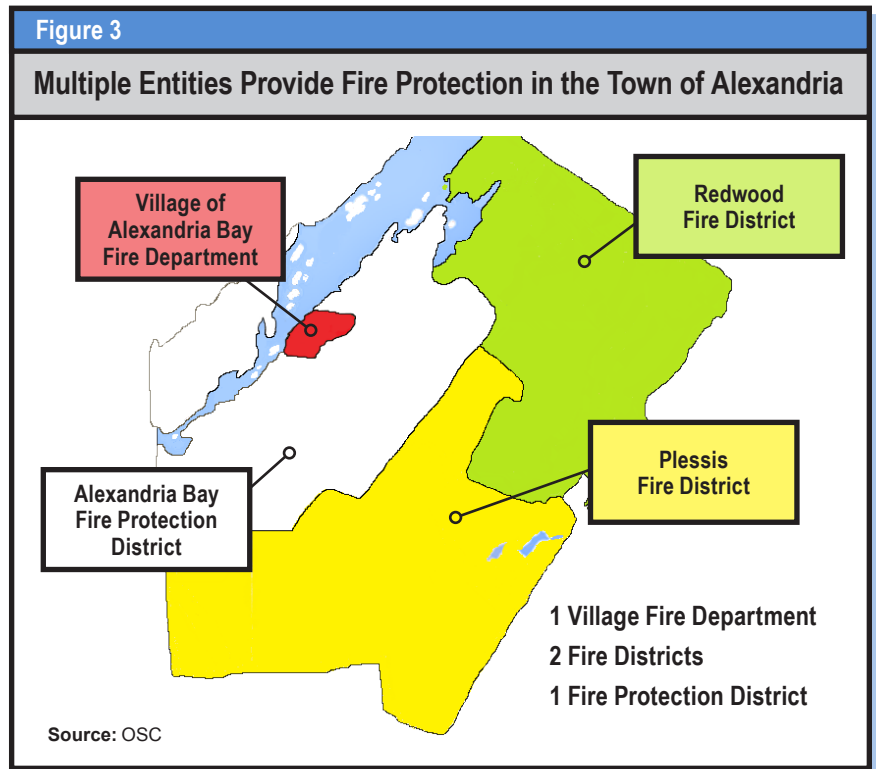 Figure 3
Multiple Entities Provide Fire Protection in the Town of Alexandria
Village of
Alexandria Bay
Fire Department
Redwood
Fire District
Plessis
Fire District
Alexandria Bay
Fire Protection
District
1 Village Fire Department
2 Fire Districts
1 Fire Protection District
Source: OSC